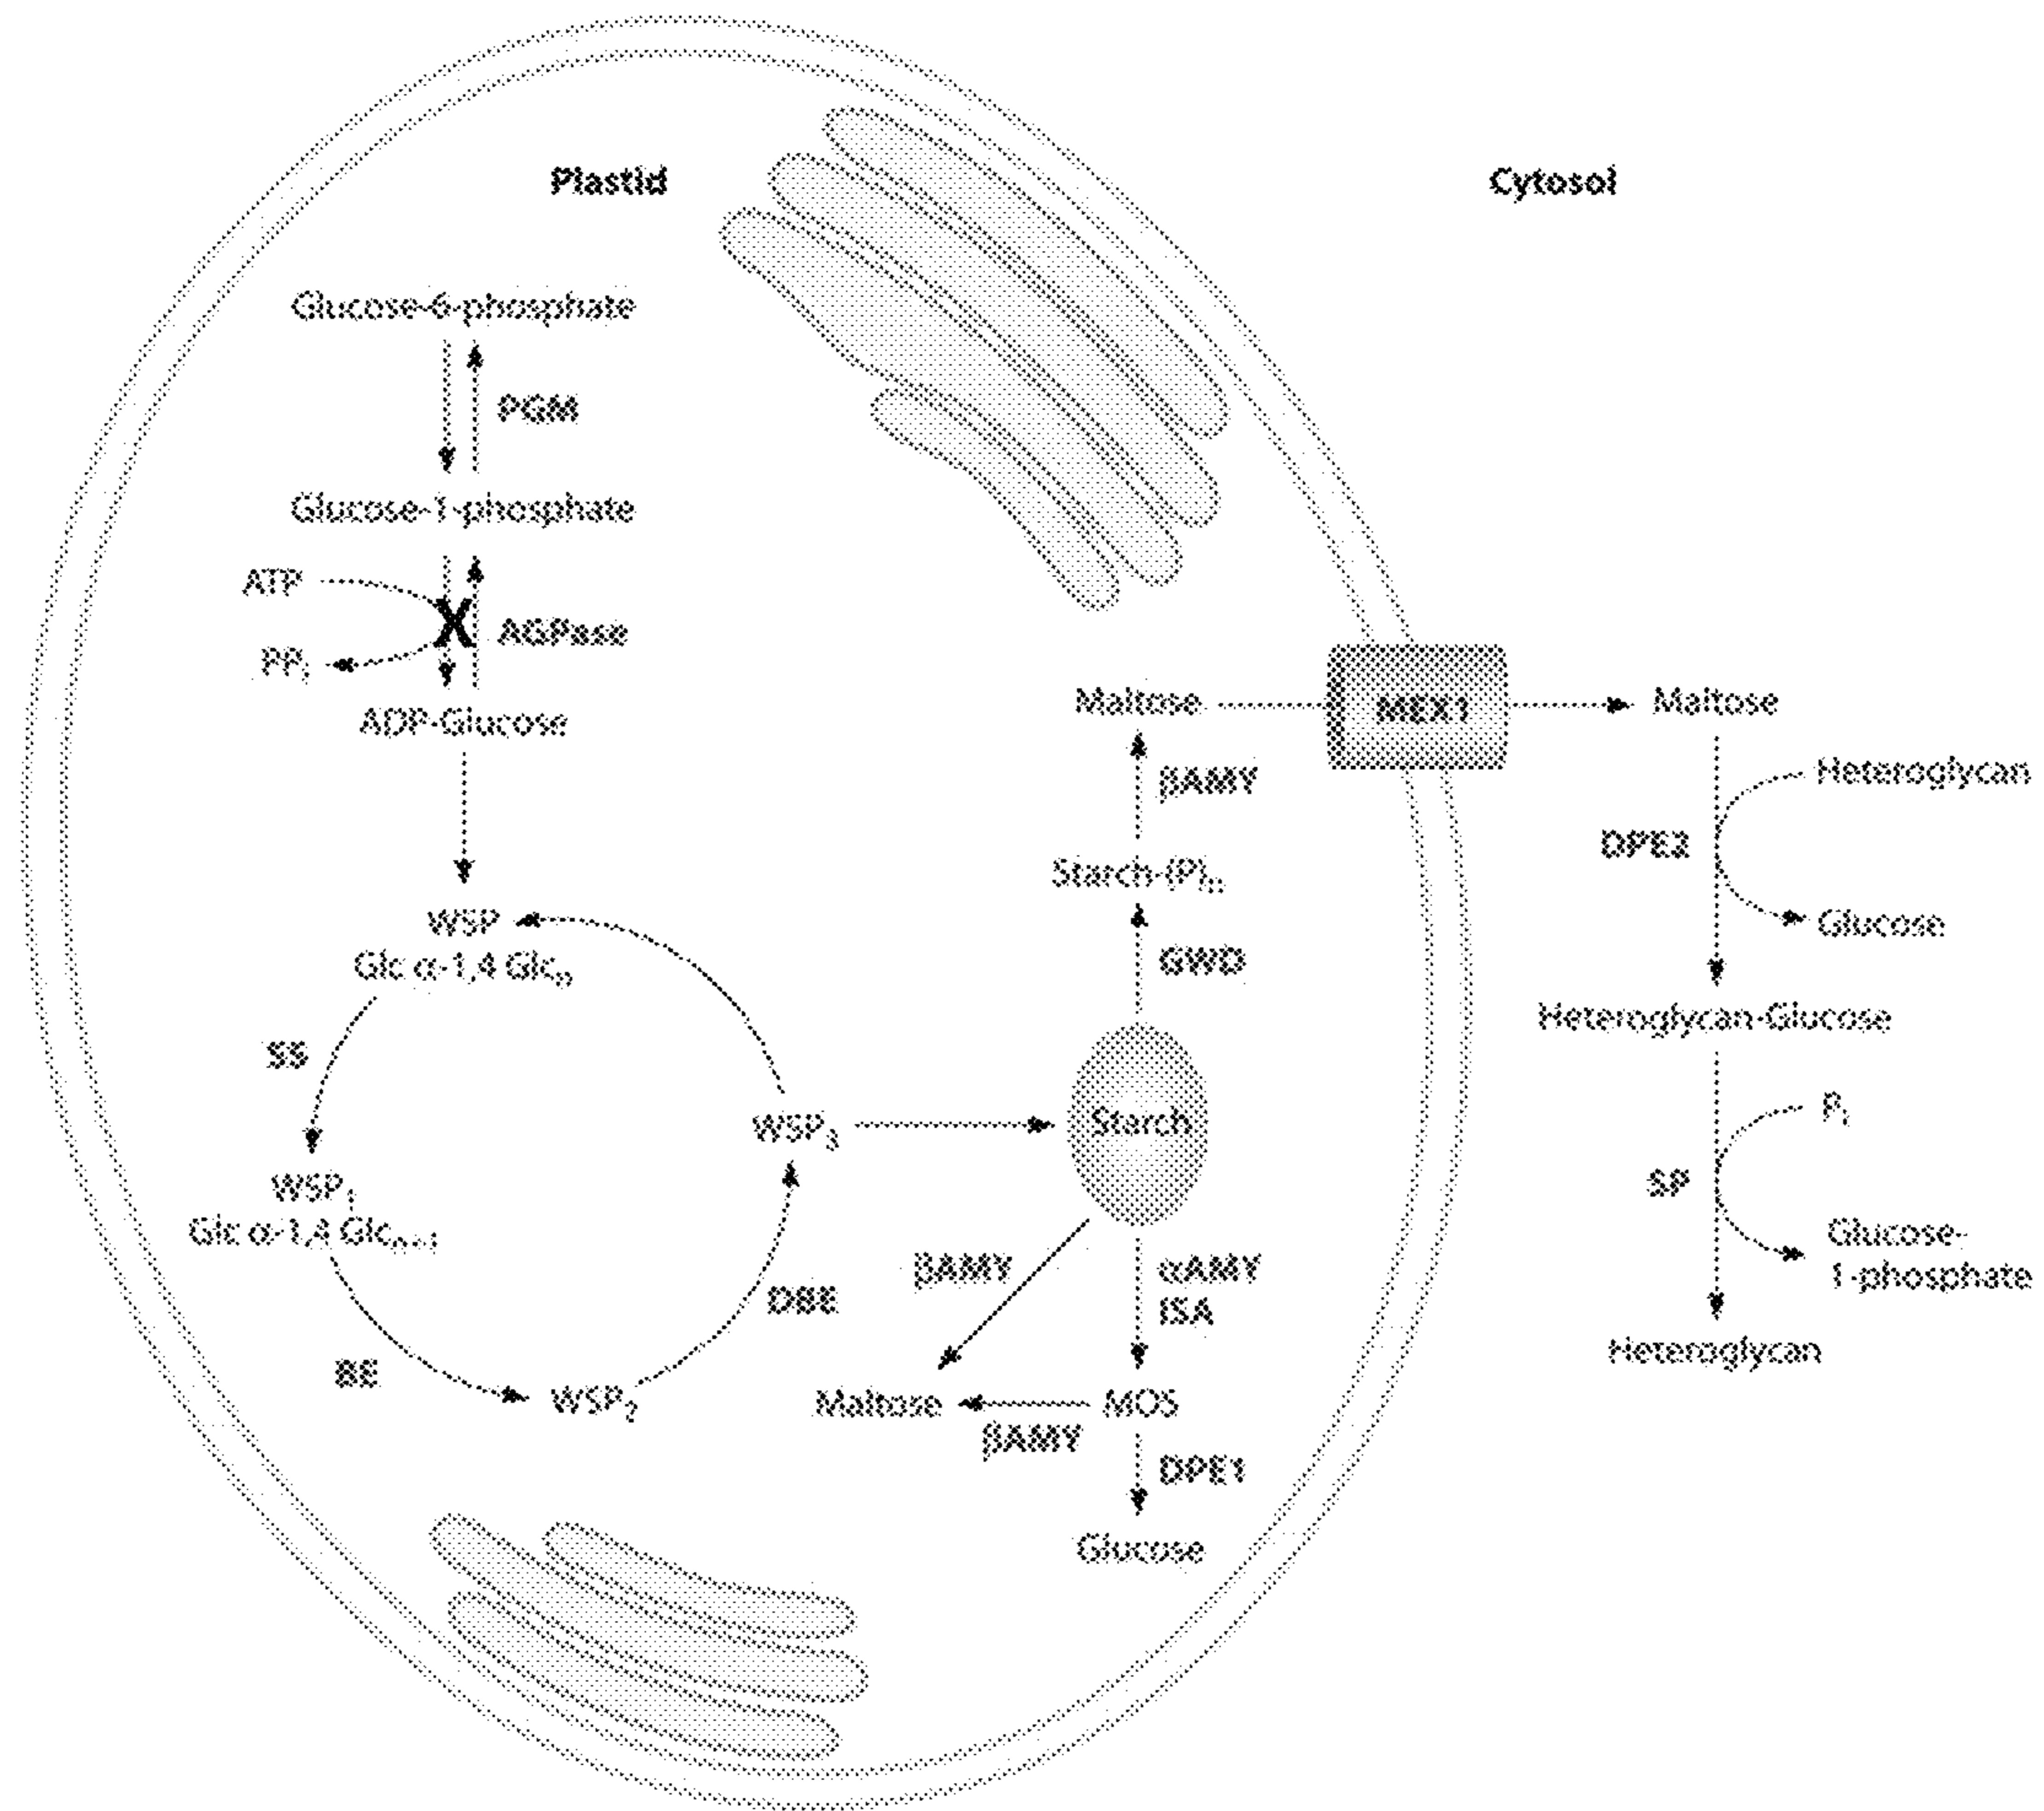 Plastid
Cytosol
Glucose-6-phosphate
PGM
Glucose-1-phosphate
ATP
X
AGPase
PPi
ADP-Glucose
Maltose
MEX1
Maltose
βAMY
Heteroglycan
DPE2
Starch-(P)n
Glucose
WSP
Glc α-1,4 Glcn
GWD
Heteroglycan-Glucose
SS
Starch
WSP3
Pi
SP
WSP1
Glc α-1,4 Glcn+1
Glucose-
1-phosphate
βAMY
αAMY
ISA
DBE
Heteroglycan
BE
WSP2
Maltose
MOS
βAMY
DPE1
Glucose